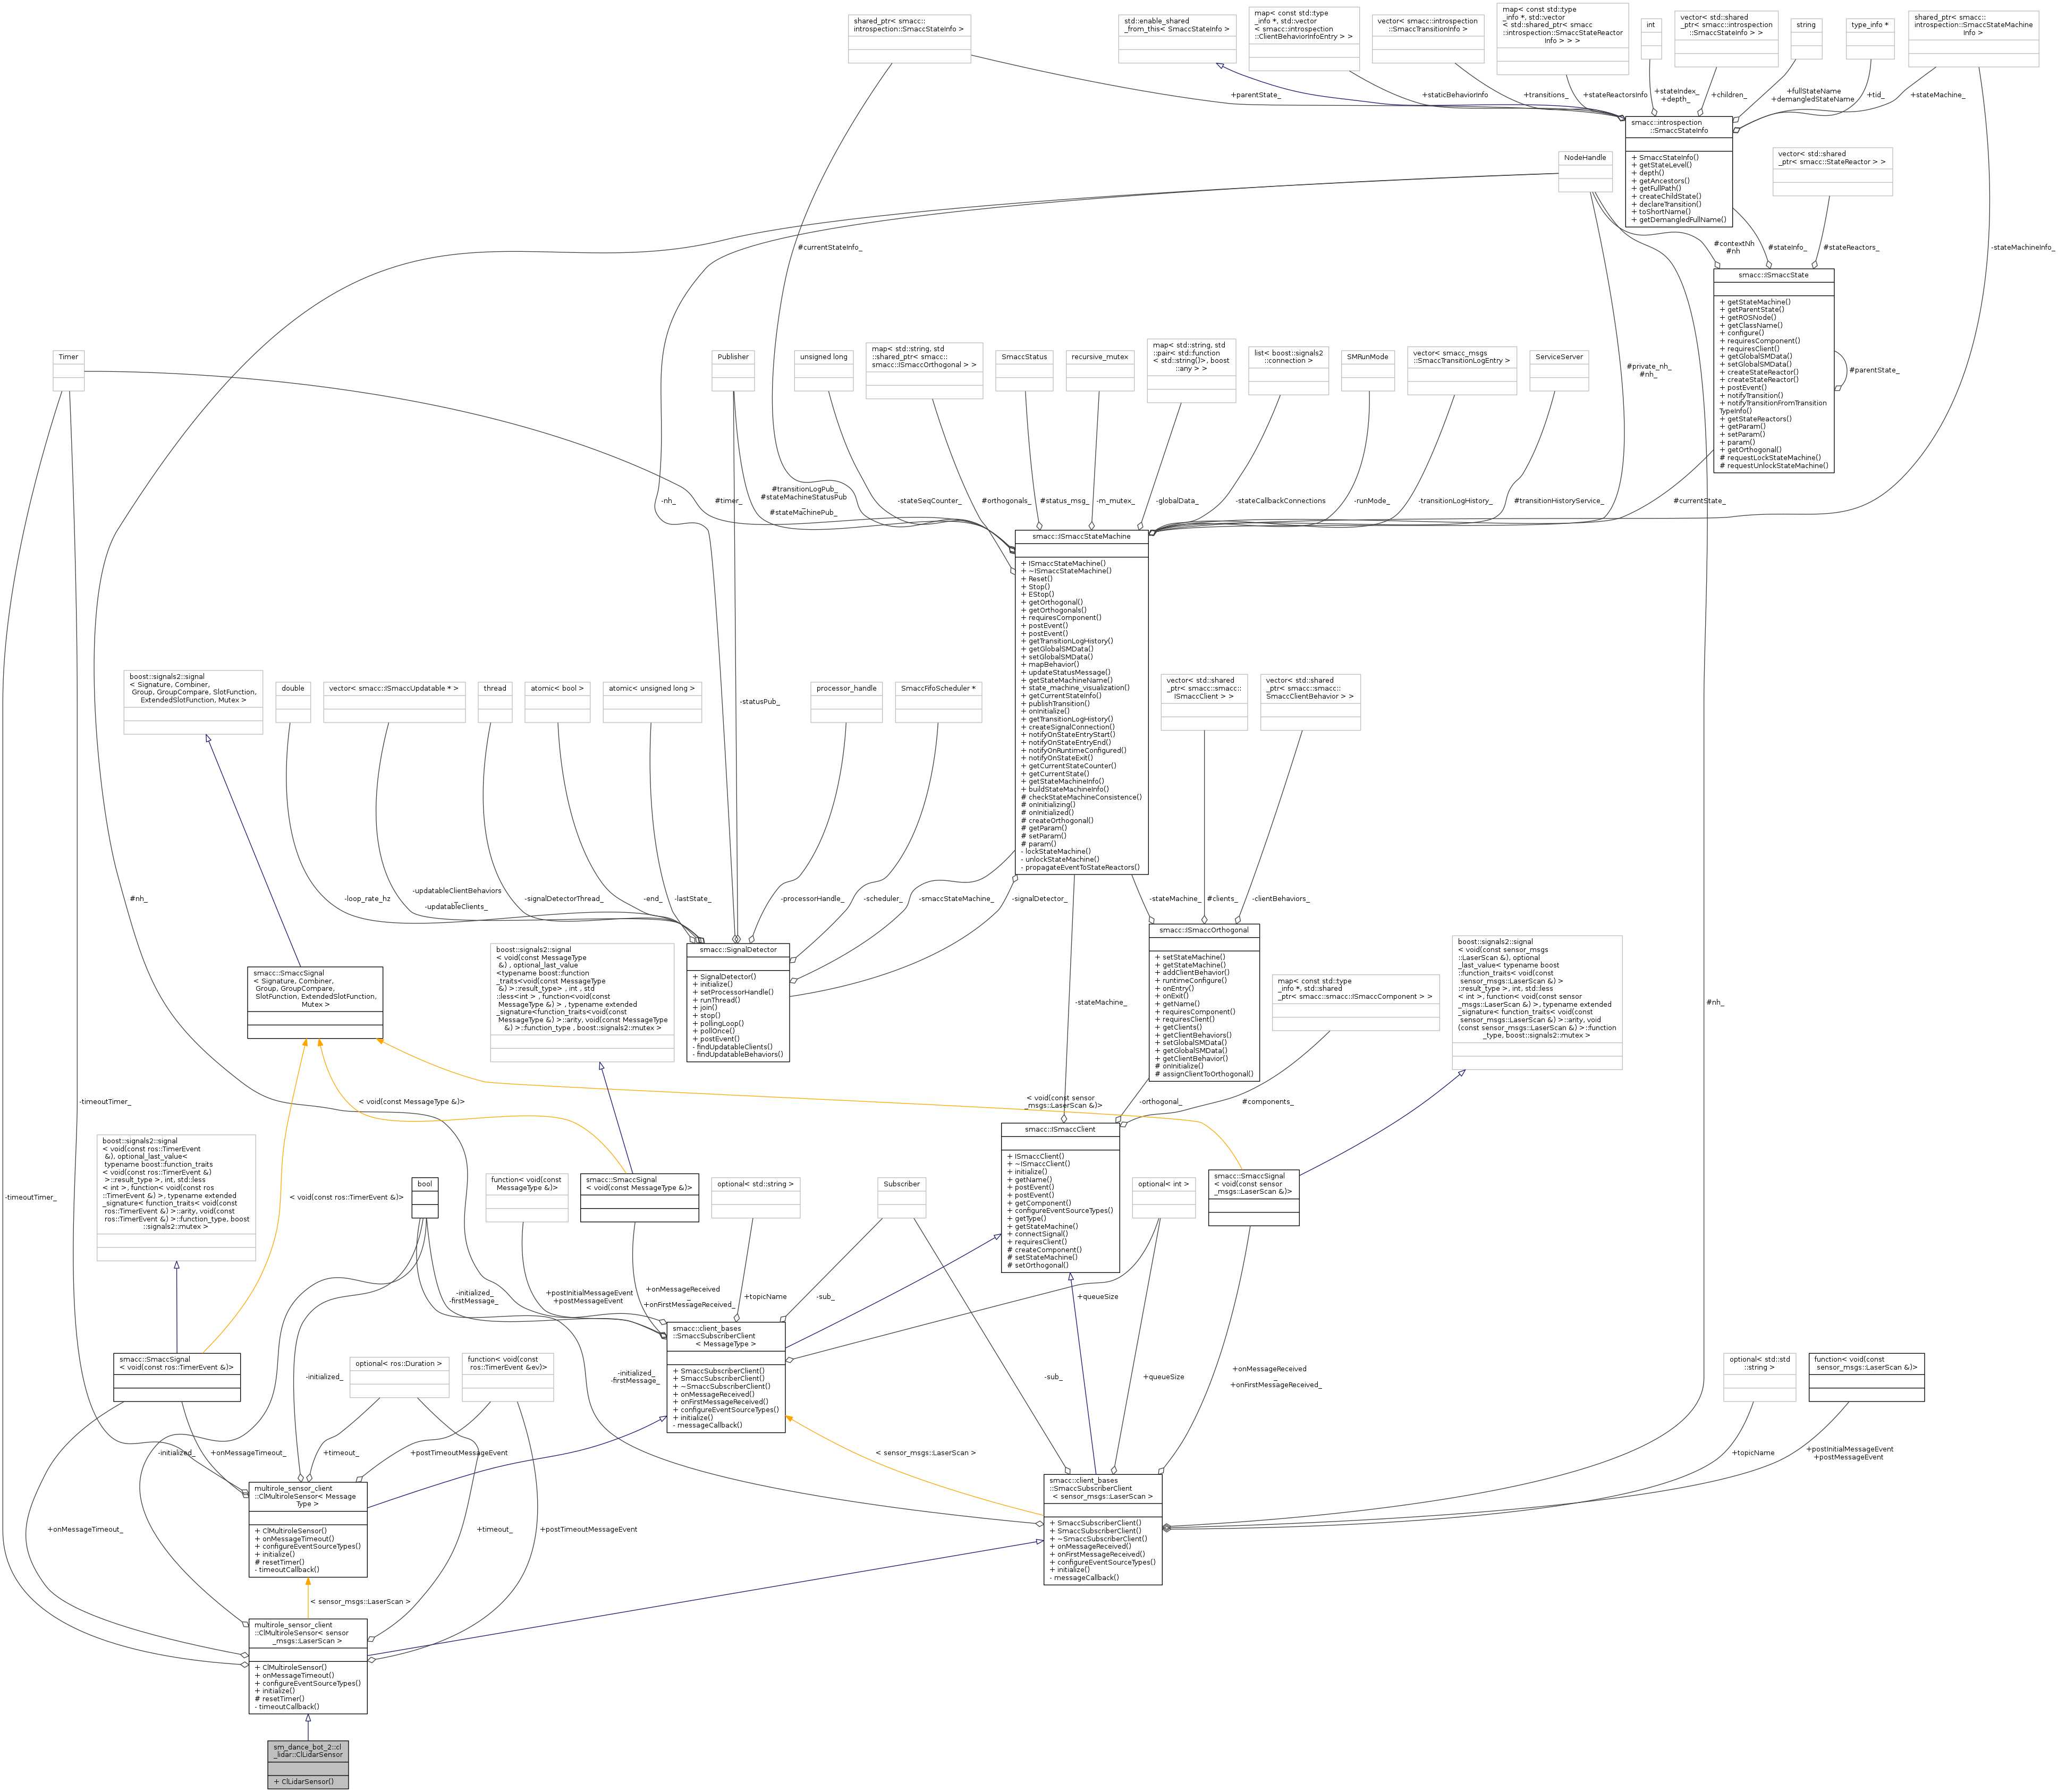 shared_ptr< smacc::
introspection::SmaccStateInfo >
std::enable_shared
_from_this< SmaccStateInfo >
map< const std::type
_info *, std::vector
< smacc::introspection
::ClientBehaviorInfoEntry > >
vector< smacc::introspection
::SmaccTransitionInfo >
map< const std::type
_info *, std::vector
< std::shared_ptr< smacc
::introspection::SmaccStateReactor
Info > > >
int
vector< std::shared
_ptr< smacc::introspection
::SmaccStateInfo > >
string
type_info *
shared_ptr< smacc::
introspection::SmaccStateMachine
Info >
+parentState_
+staticBehaviorInfo
+transitions_
+stateReactorsInfo
+stateIndex_
+depth_
+children_
+fullStateName
+demangledStateName
+tid_
+stateMachine_
smacc::introspection
::SmaccStateInfo
+ SmaccStateInfo()
+ getStateLevel()
+ depth()
+ getAncestors()
+ getFullPath()
+ createChildState()
+ declareTransition()
+ toShortName()
+ getDemangledFullName()
NodeHandle
vector< std::shared
_ptr< smacc::StateReactor > >
#currentStateInfo_
#contextNh
#nh
#stateInfo_
#stateReactors_
-stateMachineInfo_
smacc::ISmaccState
+ getStateMachine()
+ getParentState()
+ getROSNode()
+ getClassName()
+ configure()
+ requiresComponent()
+ requiresClient()
+ getGlobalSMData()
+ setGlobalSMData()
+ createStateReactor()
+ createStateReactor()
+ postEvent()
+ notifyTransition()
+ notifyTransitionFromTransition
TypeInfo()
+ getStateReactors()
+ getParam()
+ setParam()
+ param()
+ getOrthogonal()
# requestLockStateMachine()
# requestUnlockStateMachine()
#parentState_
Timer
Publisher
unsigned long
map< std::string, std
::shared_ptr< smacc::
ISmaccOrthogonal > >
SmaccStatus
recursive_mutex
map< std::string, std
::pair< std::function
< std::string()>, boost
::any > >
list< boost::signals2
::connection >
SMRunMode
vector< smacc_msgs
::SmaccTransitionLogEntry >
ServiceServer
#private_nh_
#nh_
-nh_
#timer_
#transitionLogPub_
#stateMachineStatusPub
_
#stateMachinePub_
-stateSeqCounter_
#orthogonals_
#status_msg_
-m_mutex_
-globalData_
-stateCallbackConnections
-runMode_
-transitionLogHistory_
#transitionHistoryService_
#currentState_
smacc::ISmaccStateMachine
+ ISmaccStateMachine()
+ ~ISmaccStateMachine()
+ Reset()
+ Stop()
+ EStop()
+ getOrthogonal()
+ getOrthogonals()
+ requiresComponent()
+ postEvent()
+ postEvent()
+ getTransitionLogHistory()
+ getGlobalSMData()
+ setGlobalSMData()
+ mapBehavior()
+ updateStatusMessage()
+ getStateMachineName()
+ state_machine_visualization()
+ getCurrentStateInfo()
+ publishTransition()
+ onInitialize()
+ getTransitionLogHistory()
+ createSignalConnection()
+ notifyOnStateEntryStart()
+ notifyOnStateEntryEnd()
+ notifyOnRuntimeConfigured()
+ notifyOnStateExit()
+ getCurrentStateCounter()
+ getCurrentState()
+ getStateMachineInfo()
+ buildStateMachineInfo()
# checkStateMachineConsistence()
# onInitializing()
# onInitialized()
# createOrthogonal()
# getParam()
# setParam()
# param()
- lockStateMachine()
- unlockStateMachine()
- propagateEventToStateReactors()
boost::signals2::signal
< Signature, Combiner,
Group, GroupCompare, SlotFunction,
ExtendedSlotFunction, Mutex >
double
vector< smacc::ISmaccUpdatable * >
thread
atomic< bool >
atomic< unsigned long >
processor_handle
SmaccFifoScheduler *
vector< std::shared
_ptr< smacc::smacc::
ISmaccClient > >
vector< std::shared
_ptr< smacc::smacc::
SmaccClientBehavior > >
-statusPub_
#nh_
-loop_rate_hz
-updatableClientBehaviors
_
-updatableClients_
-signalDetectorThread_
-end_
-lastState_
-processorHandle_
-scheduler_
-smaccStateMachine_
-signalDetector_
-stateMachine_
#clients_
-clientBehaviors_
smacc::SignalDetector
+ SignalDetector()
+ initialize()
+ setProcessorHandle()
+ runThread()
+ join()
+ stop()
+ pollingLoop()
+ pollOnce()
+ postEvent()
- findUpdatableClients()
- findUpdatableBehaviors()
smacc::ISmaccOrthogonal
+ setStateMachine()
+ getStateMachine()
+ addClientBehavior()
+ runtimeConfigure()
+ onEntry()
+ onExit()
+ getName()
+ requiresComponent()
+ requiresClient()
+ getClients()
+ getClientBehaviors()
+ setGlobalSMData()
+ getGlobalSMData()
+ getClientBehavior()
# onInitialize()
# assignClientToOrthogonal()
smacc::SmaccSignal
< Signature, Combiner,
Group, GroupCompare,
SlotFunction, ExtendedSlotFunction,
Mutex >
boost::signals2::signal
< void(const MessageType
&) , optional_last_value
<typename boost::function
_traits<void(const MessageType
&) >::result_type> , int , std
::less<int > , function<void(const
MessageType &) > , typename extended
_signature<function_traits<void(const
MessageType &) >::arity, void(const MessageType
&) >::function_type , boost::signals2::mutex >
boost::signals2::signal
< void(const sensor_msgs
::LaserScan &), optional
_last_value< typename boost
::function_traits< void(const
sensor_msgs::LaserScan &) >
::result_type >, int, std::less
< int >, function< void(const sensor
_msgs::LaserScan &) >, typename extended
_signature< function_traits< void(const
sensor_msgs::LaserScan &) >::arity, void
(const sensor_msgs::LaserScan &) >::function
_type, boost::signals2::mutex >
map< const std::type
_info *, std::shared
_ptr< smacc::smacc::ISmaccComponent > >
-stateMachine_
#nh_
-timeoutTimer_
< void(const MessageType &)>
< void(const sensor
_msgs::LaserScan &)>
-orthogonal_
#components_
smacc::ISmaccClient
+ ISmaccClient()
+ ~ISmaccClient()
+ initialize()
+ getName()
+ postEvent()
+ postEvent()
+ getComponent()
+ configureEventSourceTypes()
+ getType()
+ getStateMachine()
+ connectSignal()
+ requiresClient()
# createComponent()
# setStateMachine()
# setOrthogonal()
boost::signals2::signal
< void(const ros::TimerEvent
&), optional_last_value<
typename boost::function_traits
< void(const ros::TimerEvent &)
>::result_type >, int, std::less
< int >, function< void(const ros
::TimerEvent &) >, typename extended
_signature< function_traits< void(const
ros::TimerEvent &) >::arity, void(const
ros::TimerEvent &) >::function_type, boost
::signals2::mutex >
-timeoutTimer_
< void(const ros::TimerEvent &)>
bool
function< void(const
MessageType &)>
smacc::SmaccSignal
< void(const MessageType &)>
optional< std::string >
Subscriber
optional< int >
smacc::SmaccSignal
< void(const sensor
_msgs::LaserScan &)>
-initialized_
-firstMessage_
+postInitialMessageEvent
+postMessageEvent
+onMessageReceived
_
+onFirstMessageReceived_
+topicName
-sub_
+queueSize
smacc::client_bases
::SmaccSubscriberClient
< MessageType >
+ SmaccSubscriberClient()
+ SmaccSubscriberClient()
+ ~SmaccSubscriberClient()
+ onMessageReceived()
+ onFirstMessageReceived()
+ configureEventSourceTypes()
+ initialize()
- messageCallback()
smacc::SmaccSignal
< void(const ros::TimerEvent &)>
-initialized_
optional< ros::Duration >
function< void(const
ros::TimerEvent &ev)>
-initialized_
-firstMessage_
-sub_
+queueSize
+onMessageReceived
_
+onFirstMessageReceived_
optional< std::std
::string >
function< void(const
sensor_msgs::LaserScan &)>
-initialized_
+onMessageTimeout_
+timeout_
+postTimeoutMessageEvent
< sensor_msgs::LaserScan >
+topicName
+postInitialMessageEvent
+postMessageEvent
multirole_sensor_client
::ClMultiroleSensor< Message
Type >
+ ClMultiroleSensor()
+ onMessageTimeout()
+ configureEventSourceTypes()
+ initialize()
# resetTimer()
- timeoutCallback()
smacc::client_bases
::SmaccSubscriberClient
< sensor_msgs::LaserScan >
+ SmaccSubscriberClient()
+ SmaccSubscriberClient()
+ ~SmaccSubscriberClient()
+ onMessageReceived()
+ onFirstMessageReceived()
+ configureEventSourceTypes()
+ initialize()
- messageCallback()
+onMessageTimeout_
+timeout_
+postTimeoutMessageEvent
< sensor_msgs::LaserScan >
multirole_sensor_client
::ClMultiroleSensor< sensor
_msgs::LaserScan >
+ ClMultiroleSensor()
+ onMessageTimeout()
+ configureEventSourceTypes()
+ initialize()
# resetTimer()
- timeoutCallback()
sm_dance_bot_2::cl
_lidar::ClLidarSensor
+ ClLidarSensor()